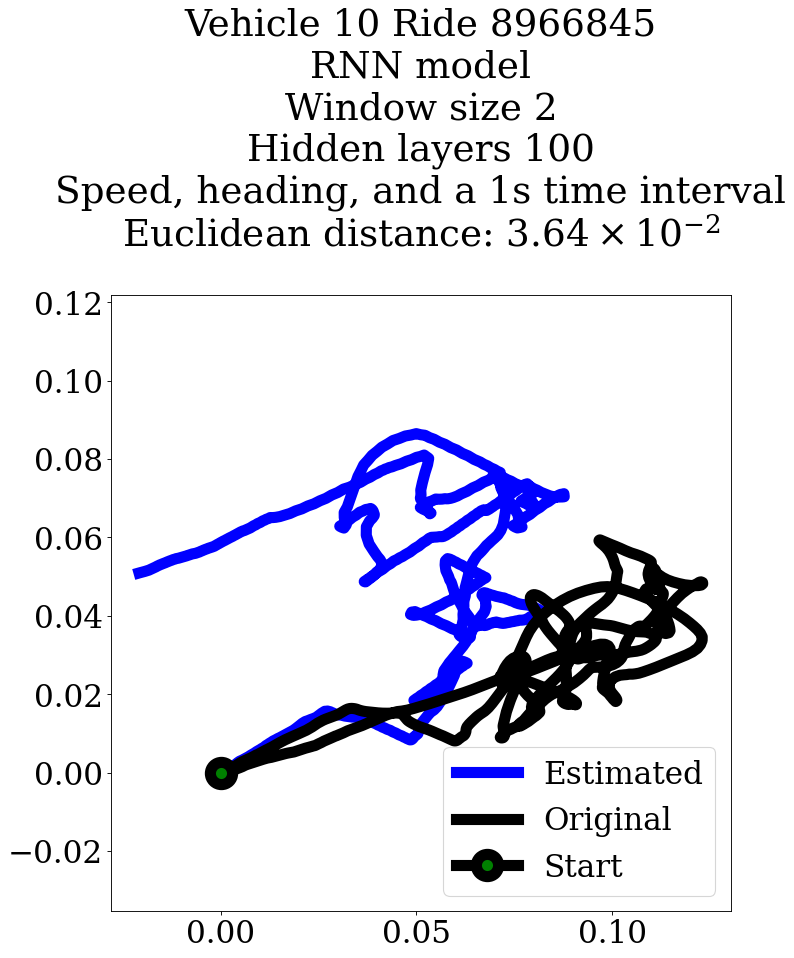 Vehicle 10 Ride 8966845
RNN model
Window size 2
Hidden layers 100
Speed, heading, and a 1s time interval
Euclidean distance: 3.64 × 10⁻²
0.12
0.10
0.08
0.06
0.04
0.02
0.00
−0.02
0.00 0.05 0.10
Estimated
Original
Start